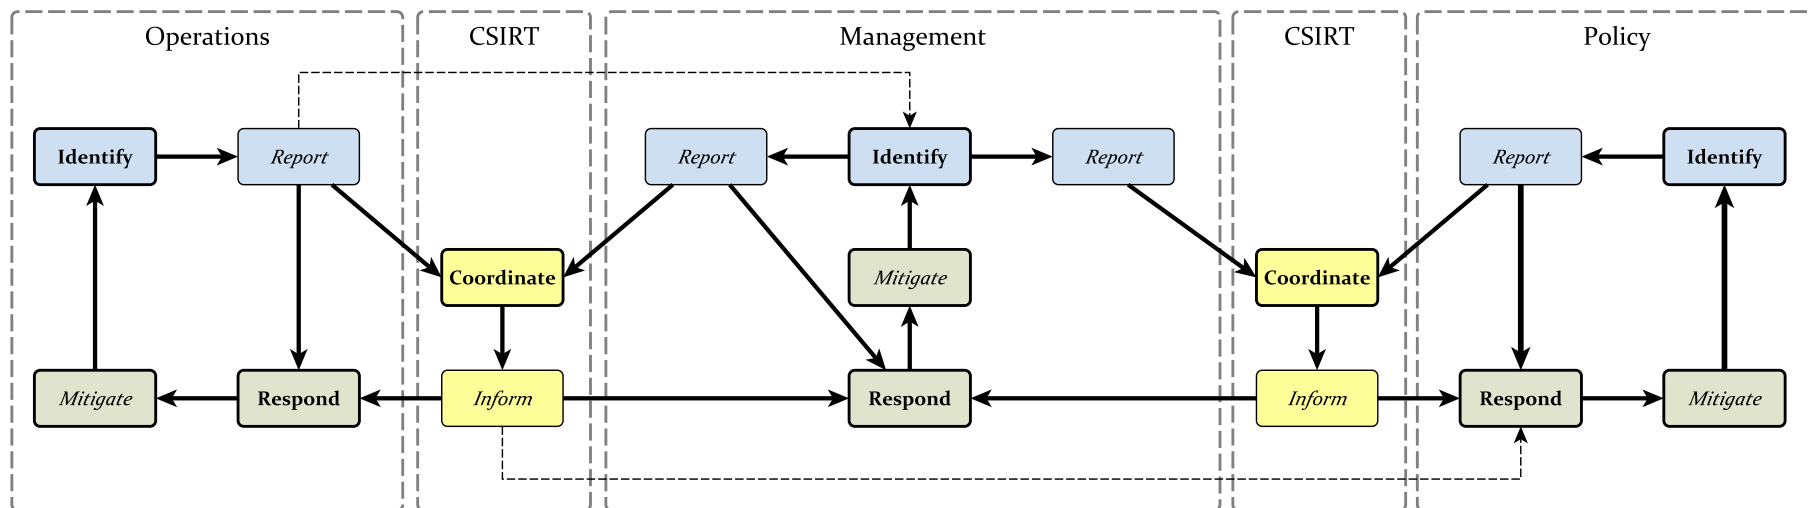 Operations
CSIRT
Management
CSIRT
Policy
Identify
Report
Report
Identify
Report
Report
Identify
Coordinate
Mitigate
Coordinate
Mitigate
Respond
Inform
Respond
Inform
Respond
Mitigate